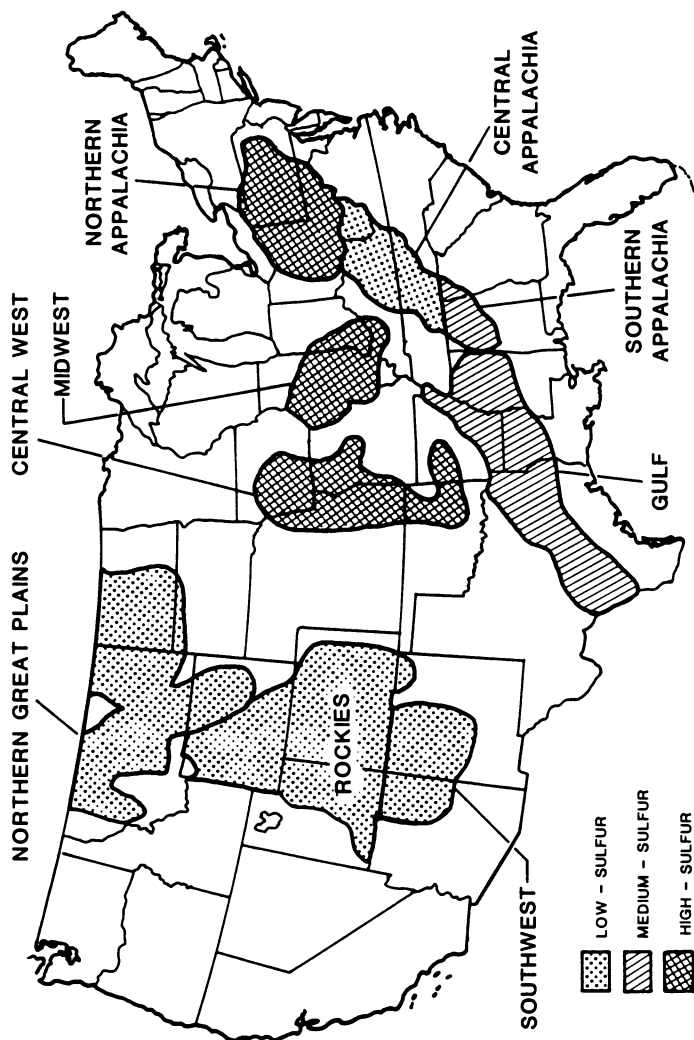 NORTHERN GREAT PLAINS
CENTRAL WEST
MIDWEST
NORTHERN
APPALACHIA
CENTRAL
APPALACHIA
SOUTHERN
APPALACHIA
GULF
ROCKIES
SOUTHWEST
LOW - SULFUR
MEDIUM - SULFUR
HIGH - SULFUR